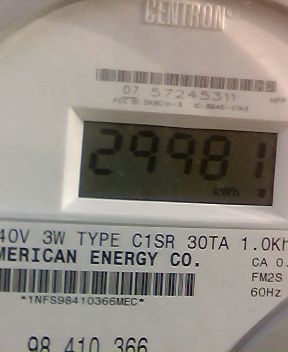 CENTRON®
07 57245311
29981
kWh
40V 3W TYPE C1SR 30TA 1.0Kh
MERICAN ENERGY CO.
CA 0.
FM2S
60Hz
*1NFS98410366MEC*
98 410 366